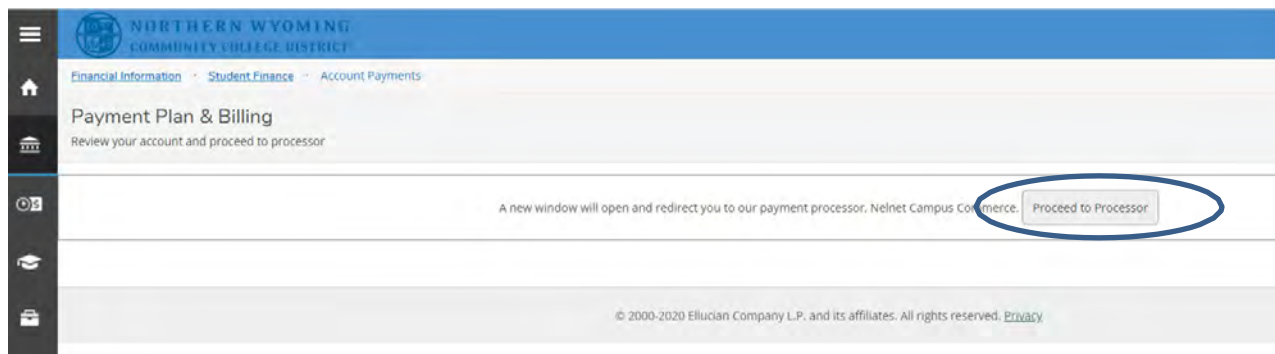 NORTHERN WYOMING
COMMUNITY COLLEGE DISTRICT
Financial Information · Student Finance · Account Payments
Payment Plan & Billing
Review your account and proceed to processor
A new window will open and redirect you to our payment processor, Nelnet Campus Commerce. Proceed to Processor
© 2000-2020 Ellucian Company L.P. and its affiliates. All rights reserved. Privacy